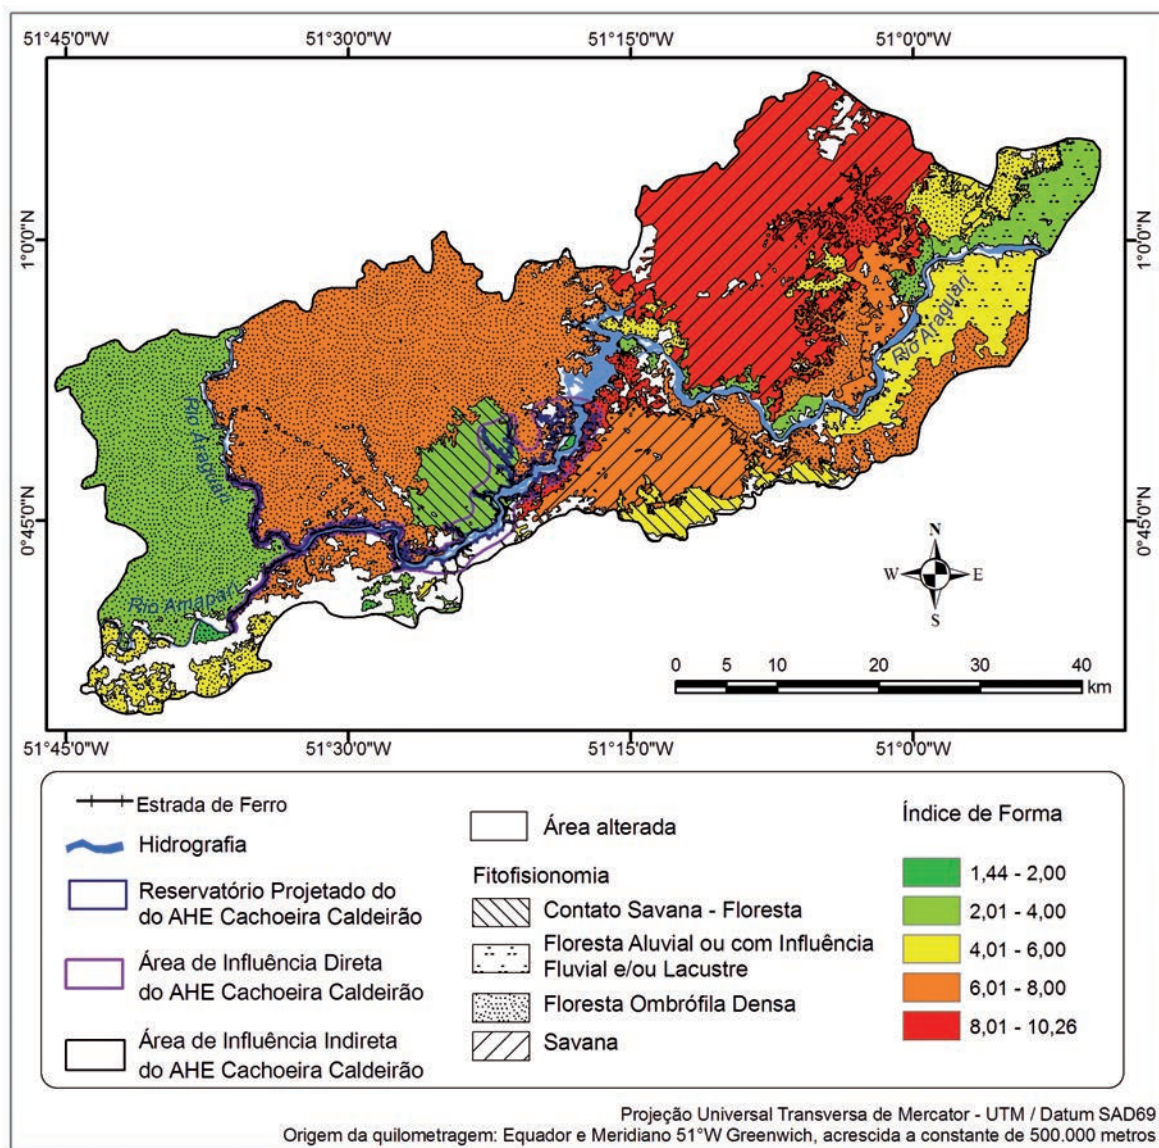 51°45'0"W 51°30'0"W 51°15'0"W 51°0'0"W
1°0'0"N 1°0'0"N
Rio Araguari
Rio Araguari
0°45'0"N 0°45'0"N
Rio Amapari
N
W E
S
0 5 10 20 30 40
km
51°45'0"W 51°30'0"W 51°15'0"W 51°0'0"W
Estrada de Ferro
Hidrografia
Reservatório Projetado do
do AHE Cachoeira Caldeirão
Área de Influência Direta
do AHE Cachoeira Caldeirão
Área de Influência Indireta
do AHE Cachoeira Caldeirão
Área alterada
Fitofisionomia
Contato Savana - Floresta
Floresta Aluvial ou com Influência
Fluvial e/ou Lacustre
Floresta Ombrófila Densa
Savana
Índice de Forma
1,44 - 2,00
2,01 - 4,00
4,01 - 6,00
6,01 - 8,00
8,01 - 10,26
Projeção Universal Transversa de Mercator - UTM / Datum SAD69
Origem da quilometragem: Equador e Meridiano 51°W Greenwich, acrescida a constante de 500.000 metros